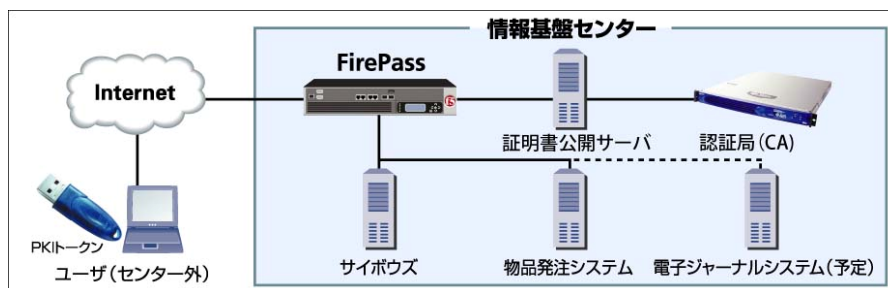 情報基盤センター
FirePass
Internet
証明書公開サーバ
認証局(CA)
PKIトークン
ユーザ(センター外)
サイボウズ
物品発注システム
電子ジャーナルシステム(予定)